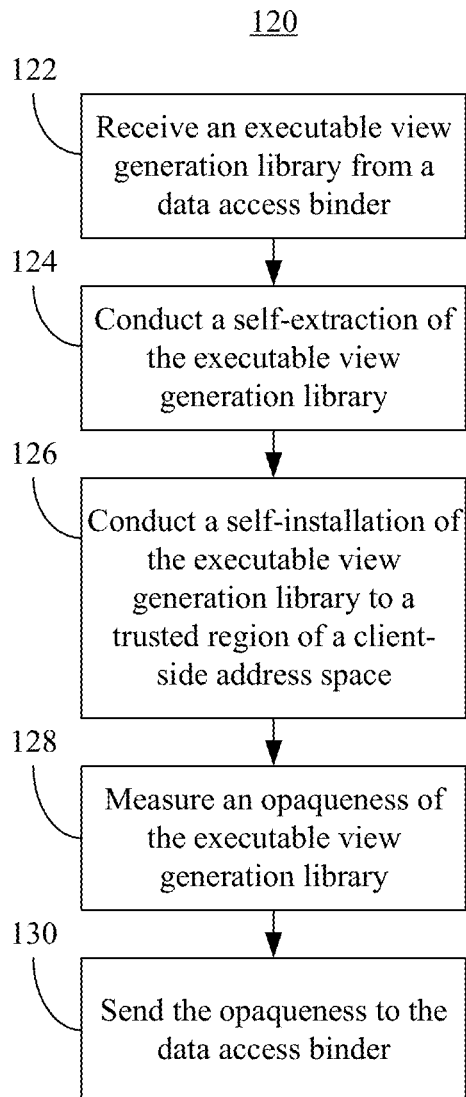 120
122
Receive an executable view
generation library from a
data access binder
124
Conduct a self-extraction of
the executable view
generation library
126
Conduct a self-installation of
the executable view
generation library to a
trusted region of a client-
side address space
128
Measure an opaqueness of
the executable view
generation library
130
Send the opaqueness to the
data access binder